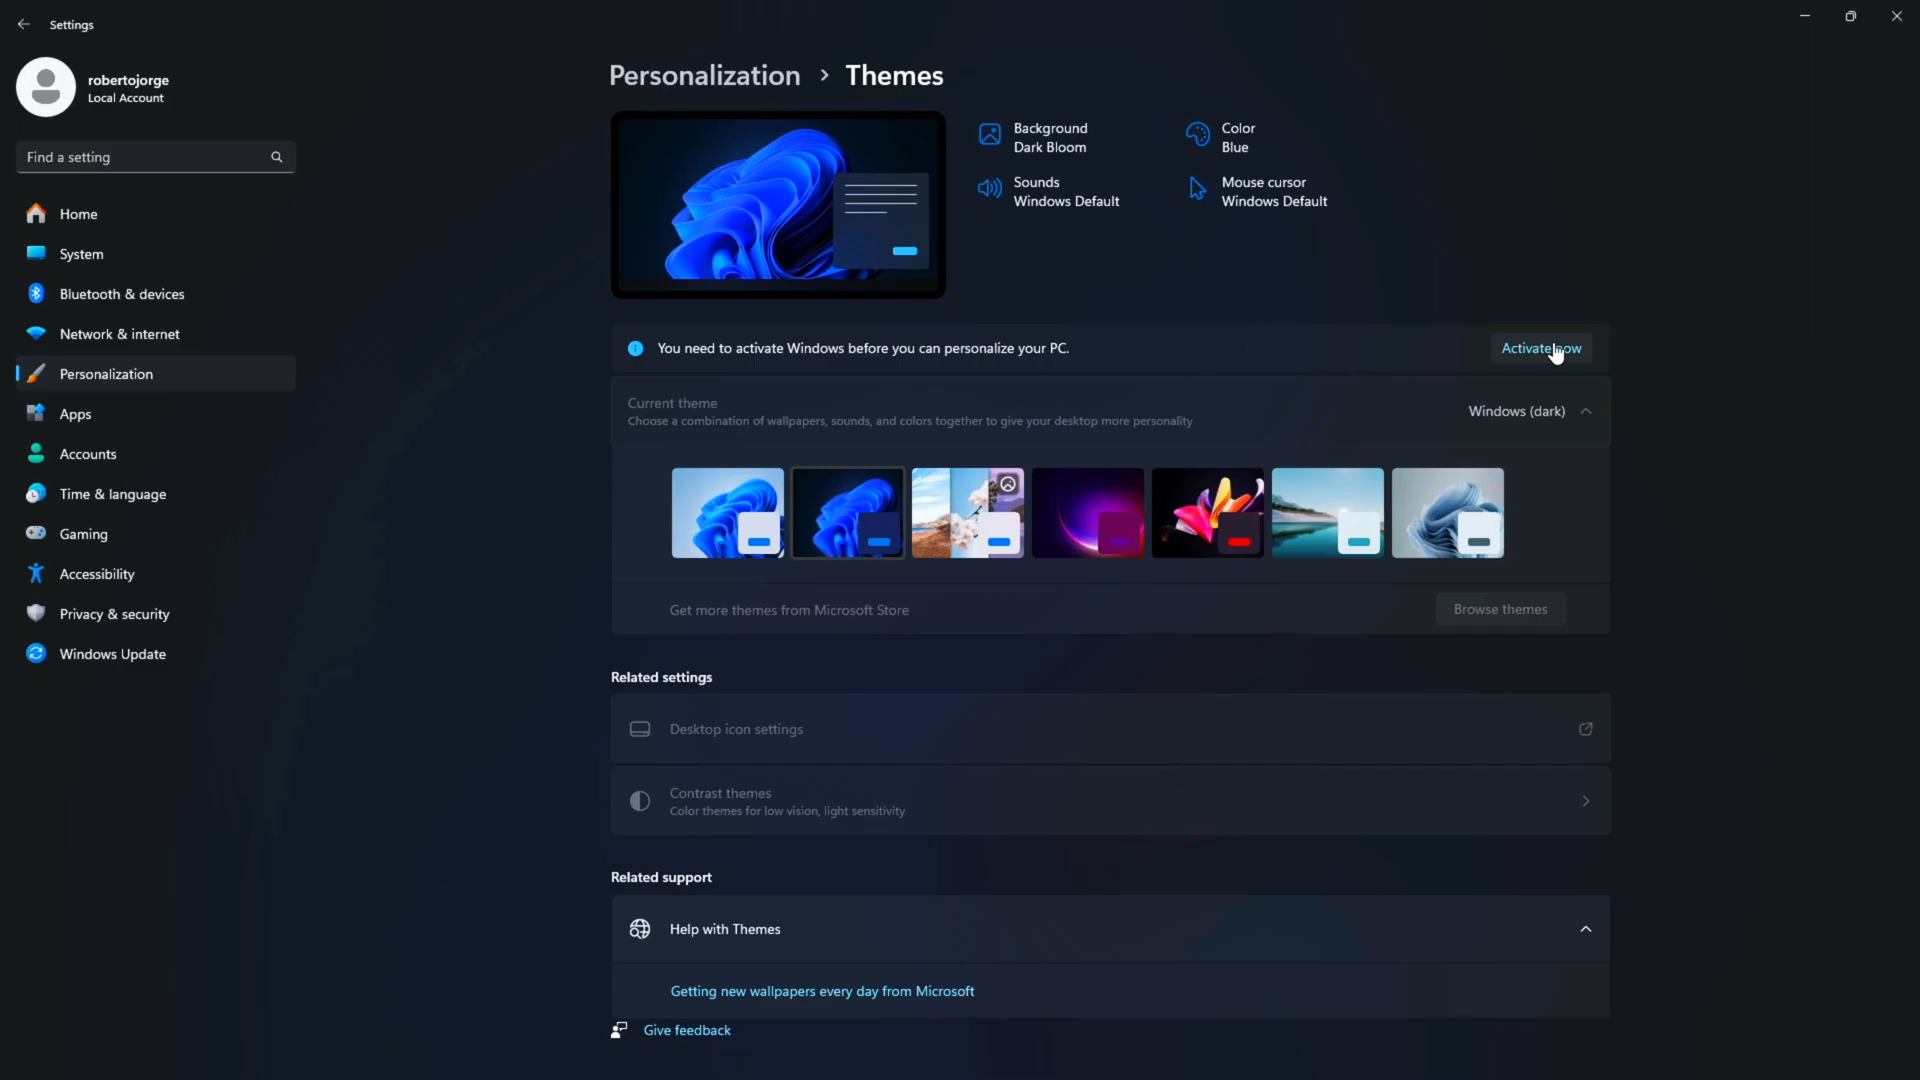 Settings
robertojorge
Local Account
Find a setting
Home
System
Bluetooth & devices
Network & internet
Personalization
Apps
Accounts
Time & language
Gaming
Accessibility
Privacy & security
Windows Update
Personalization > Themes
Background
Dark Bloom
Color
Blue
Sounds
Windows Default
Mouse cursor
Windows Default
You need to activate Windows before you can personalize your PC.
Activate now
Current theme
Choose a combination of wallpapers, sounds, and colors together to give your desktop more personality
Windows (dark)
Get more themes from Microsoft Store
Browse themes
Related settings
Desktop icon settings
Contrast themes
Color themes for low vision, light sensitivity
Related support
Help with Themes
Getting new wallpapers every day from Microsoft
Give feedback